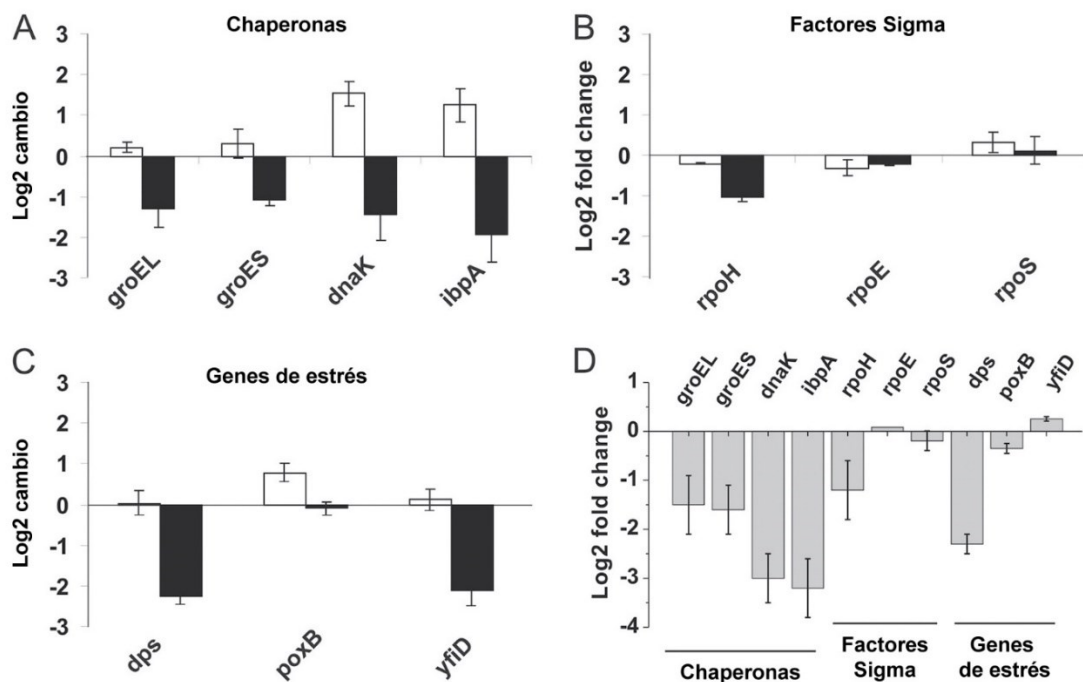 A
Chaperonas
Log2 cambio
3
2
1
0
-1
-2
-3
groEL
groES
dnaK
ibpA
B
Factores Sigma
Log2 fold change
3
2
1
0
-1
-2
-3
rpoH
rpoE
rpoS
C
Genes de estrés
Log2 cambio
3
2
1
0
-1
-2
-3
dps
poxB
yfiD
D
groEL
groES
dnaK
ibpA
rpoH
rpoE
rpoS
dps
poxB
yfiD
Log2 fold change
1
0
-1
-2
-3
-4
Chaperonas
Factores
Sigma
Genes
de estrés